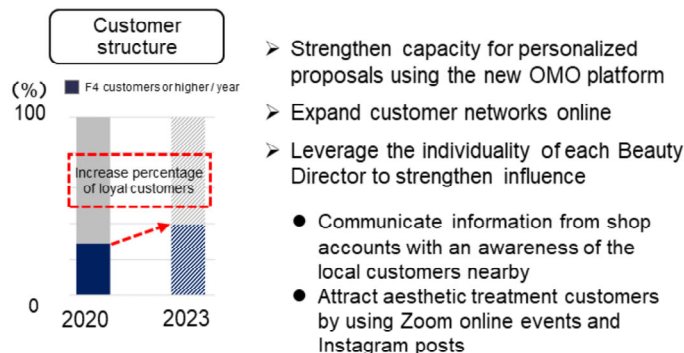 Customer
structure
(%)
F4 customers or higher / year
100
Increase percentage
of loyal customers
0
2020
2023
➢ Strengthen capacity for personalized
proposals using the new OMO platform
➢ Expand customer networks online
➢ Leverage the individuality of each Beauty
Director to strengthen influence
● Communicate information from shop
accounts with an awareness of the
local customers nearby
● Attract aesthetic treatment customers
by using Zoom online events and
Instagram posts